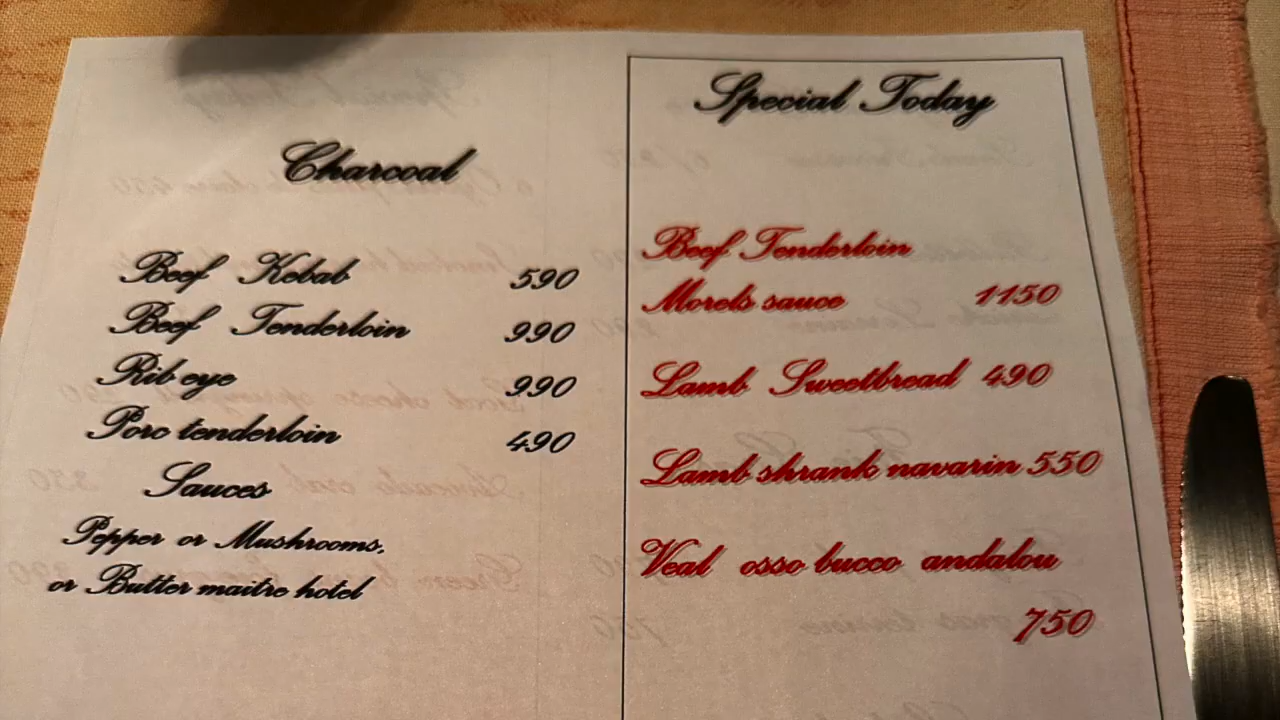 Charcoal
Beef Kebab 590
Beef Tenderloin 990
Rib eye 990
Porc tenderloin 490
Sauces
Pepper or Mushrooms,
or Butter maitre hotel
Special Today
Beef Tenderloin
Morels sauce 1150
Lamb Sweetbread 490
Lamb shrank navarin 550
Veal osso bucco andalou
750